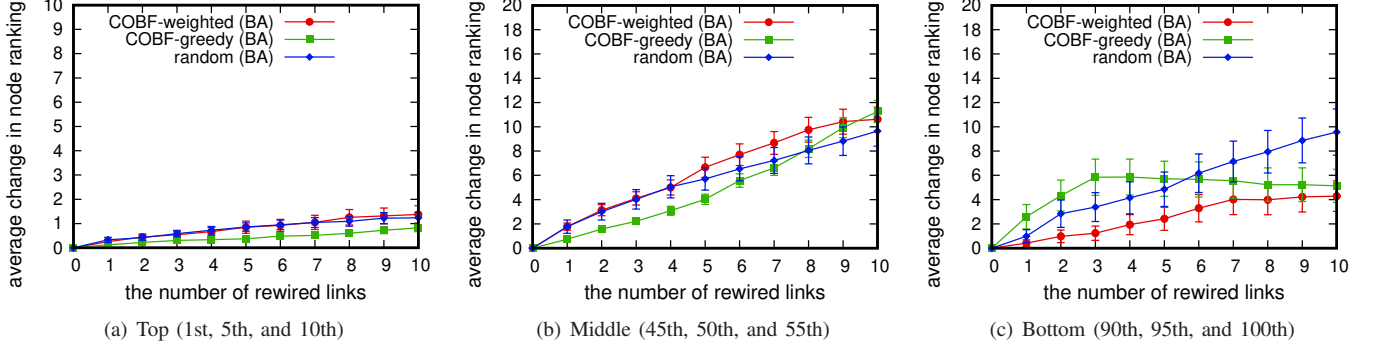 average change in node ranking
10
9
8
7
6
5
4
3
2
1
0
COBF-weighted (BA)
COBF-greedy (BA)
random (BA)
0 1 2 3 4 5 6 7 8 9 10
the number of rewired links
(a) Top (1st, 5th, and 10th)
average change in node ranking
20
18
16
14
12
10
8
6
4
2
0
COBF-weighted (BA)
COBF-greedy (BA)
random (BA)
0 1 2 3 4 5 6 7 8 9 10
the number of rewired links
(b) Middle (45th, 50th, and 55th)
average change in node ranking
20
18
16
14
12
10
8
6
4
2
0
COBF-weighted (BA)
COBF-greedy (BA)
random (BA)
0 1 2 3 4 5 6 7 8 9 10
the number of rewired links
(c) Bottom (90th, 95th, and 100th)